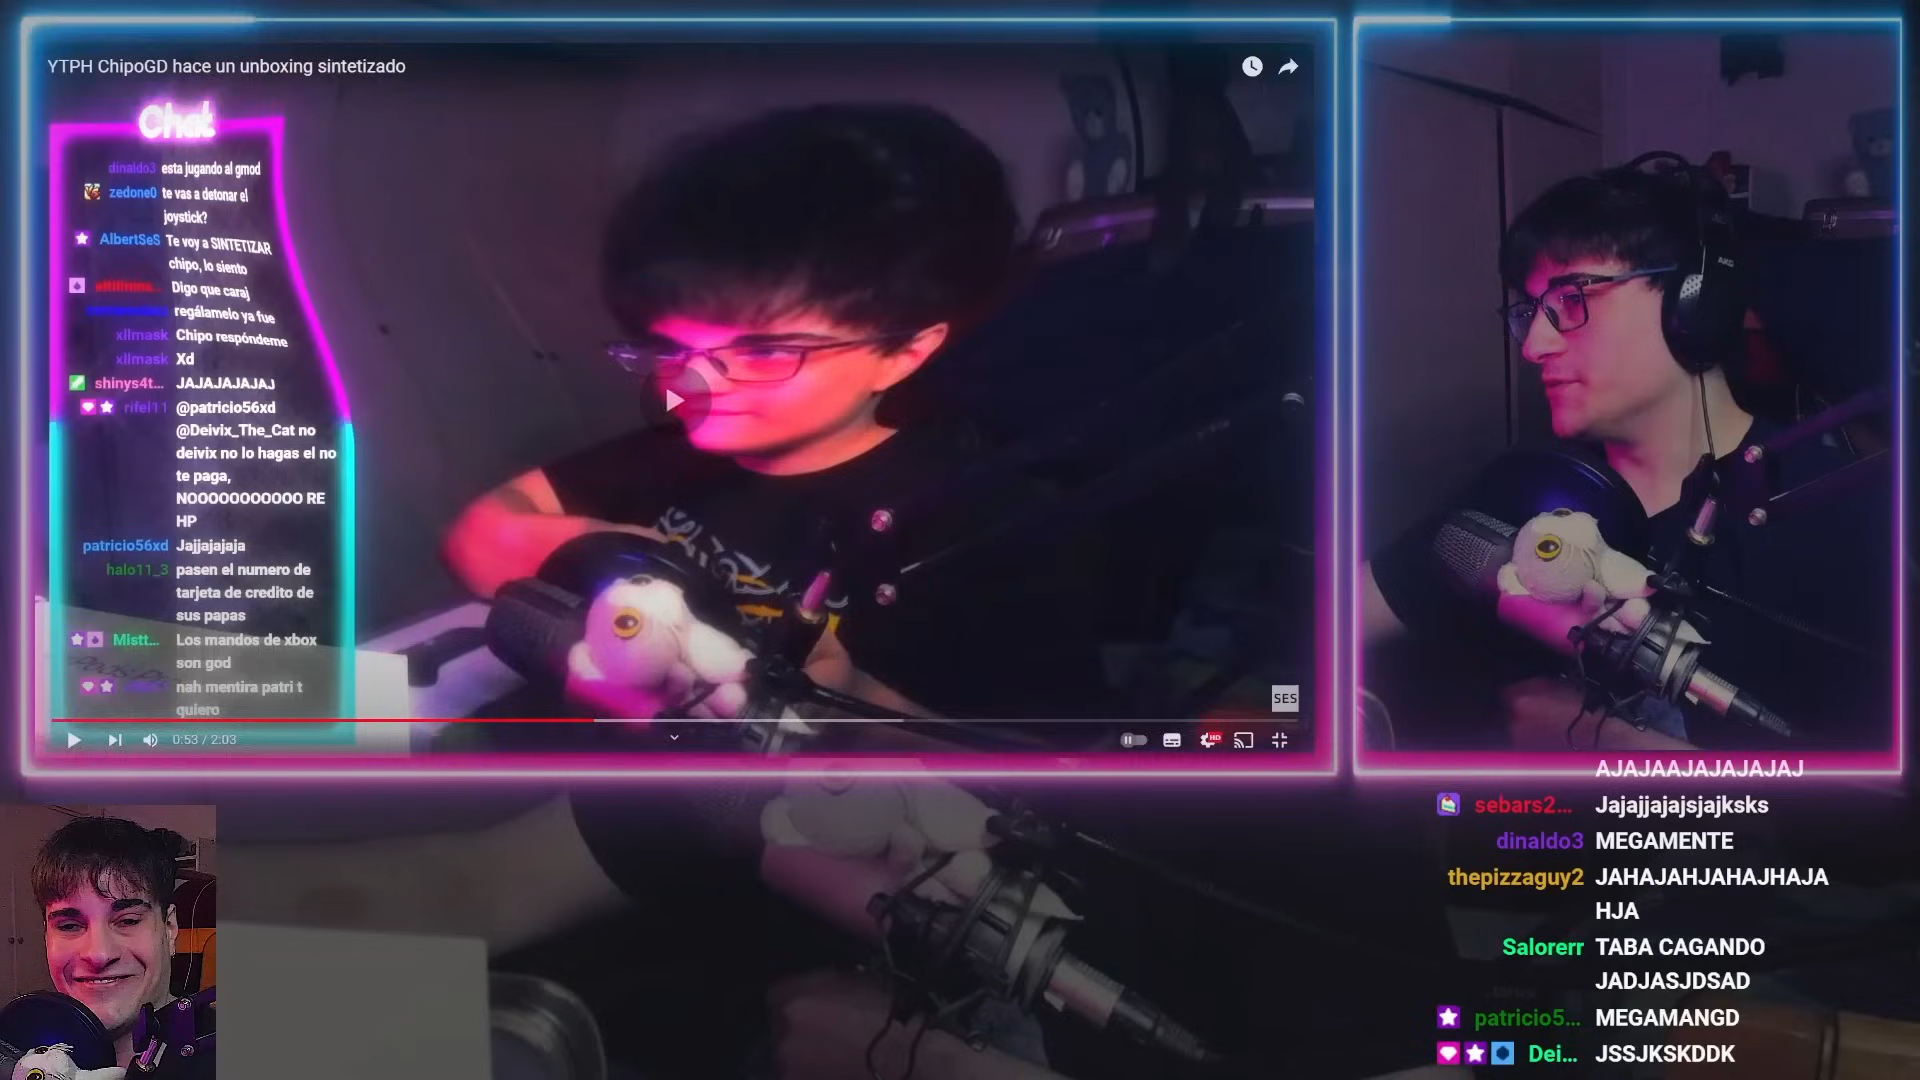 YTPH ChipoGD hace un unboxing sintetizado
Chat
dinaldo3 esta jugando al gmod
zedone0 te vas a detonar el
joystick?
AlbertSeS Te voy a SINTETIZAR
chipo, lo siento
Digo que caraj
regálamelo ya fue
xllmask Chipo respóndeme
xllmask Xd
shinys4t... JAJAJAJAJAJ
rifel11 @patricio56xd
@Deivix_The_Cat no
deivix no lo hagas el no
te paga,
NOOOOOOOOOOO RE
HP
patricio56xd Jajjajajaja
halo11_3 pasen el numero de
tarjeta de credito de
sus papas
Mistt... Los mandos de xbox
son god
nah mentira patri t
quiero
SES
0:53 / 2:03
HD
AKG
AJAJAAJAJAJAJAJ
sebars2... Jajajjajajsjajksks
dinaldo3 MEGAMENTE
thepizzaguy2 JAHAJAHJAHAJHAJA
HJA
Salorerr TABA CAGANDO
JADJASJDSAD
patricio5... MEGAMANGD
Dei... JSSJKSKDDK